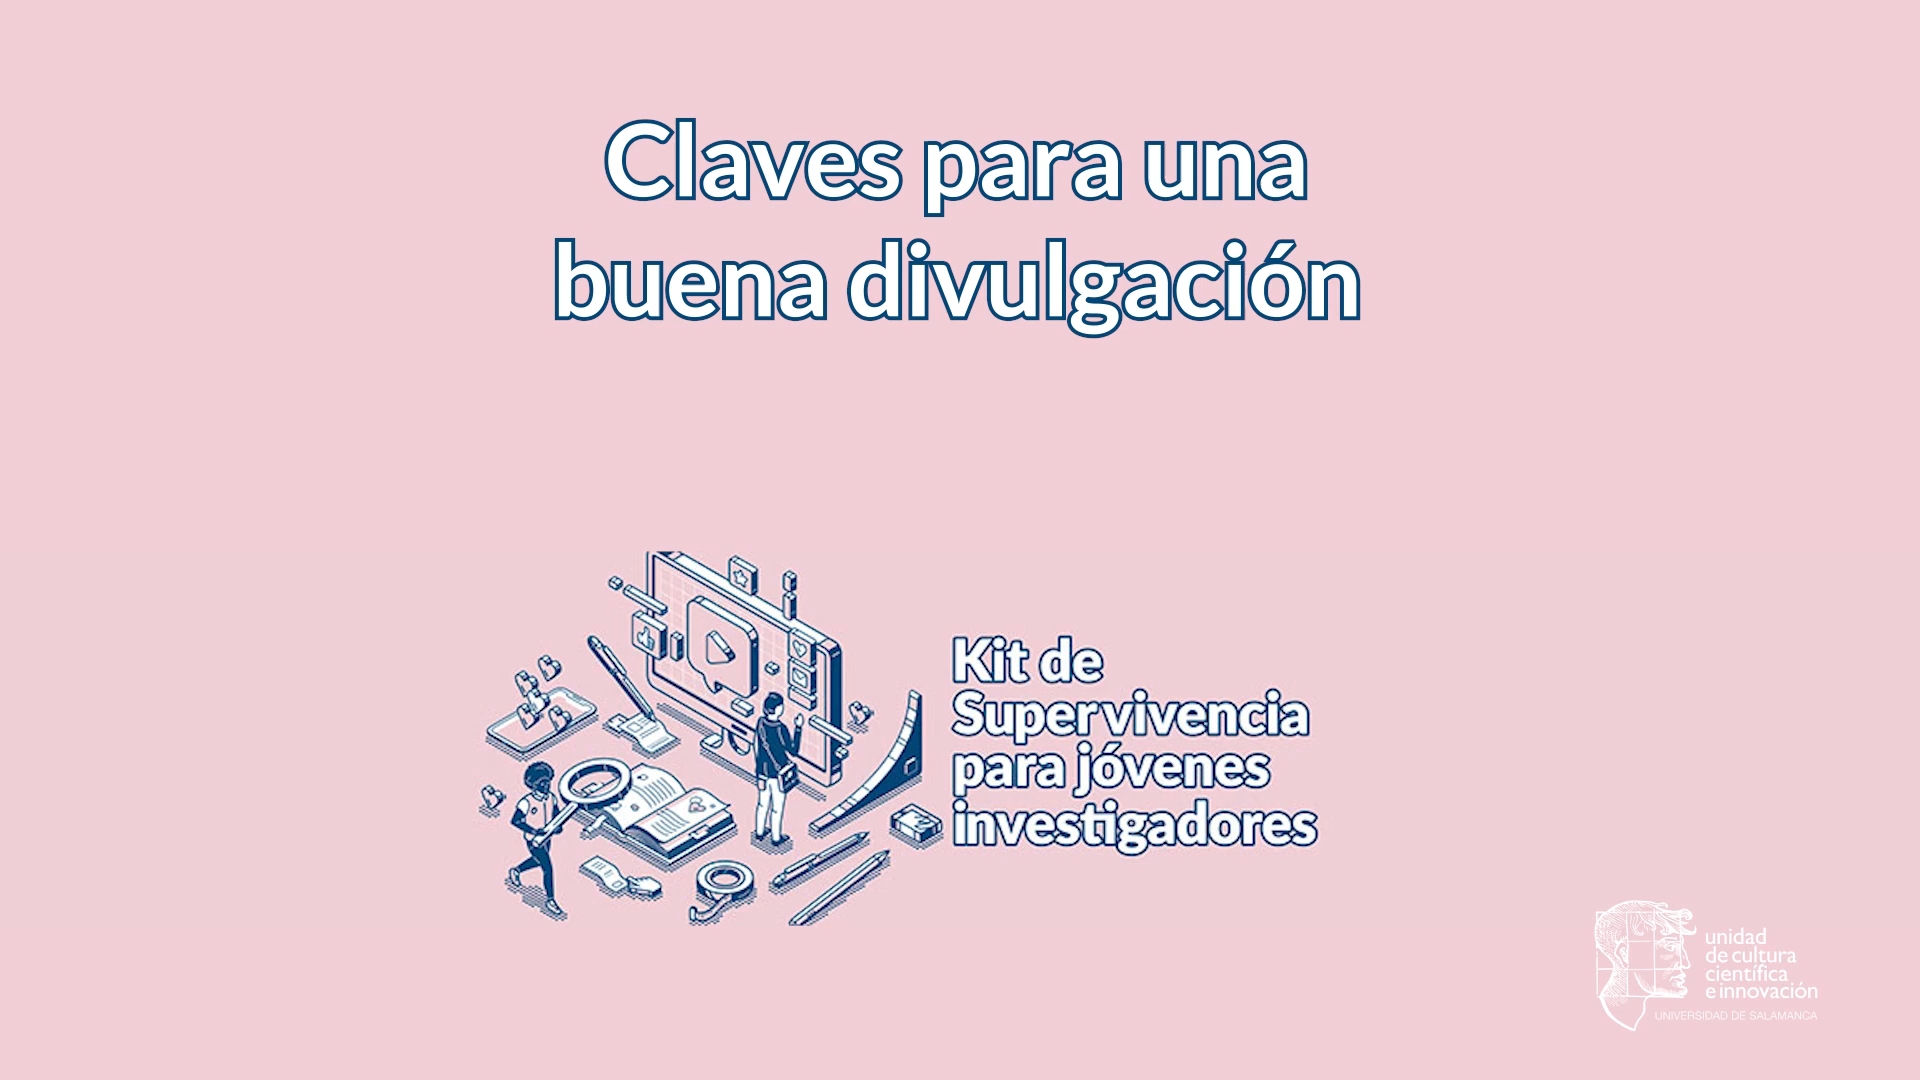 Claves para una
buena divulgación
Kit de
Supervivencia
para jóvenes
investigadores
unidad
de cultura
científica
e innovación
UNIVERSIDAD DE SALAMANCA